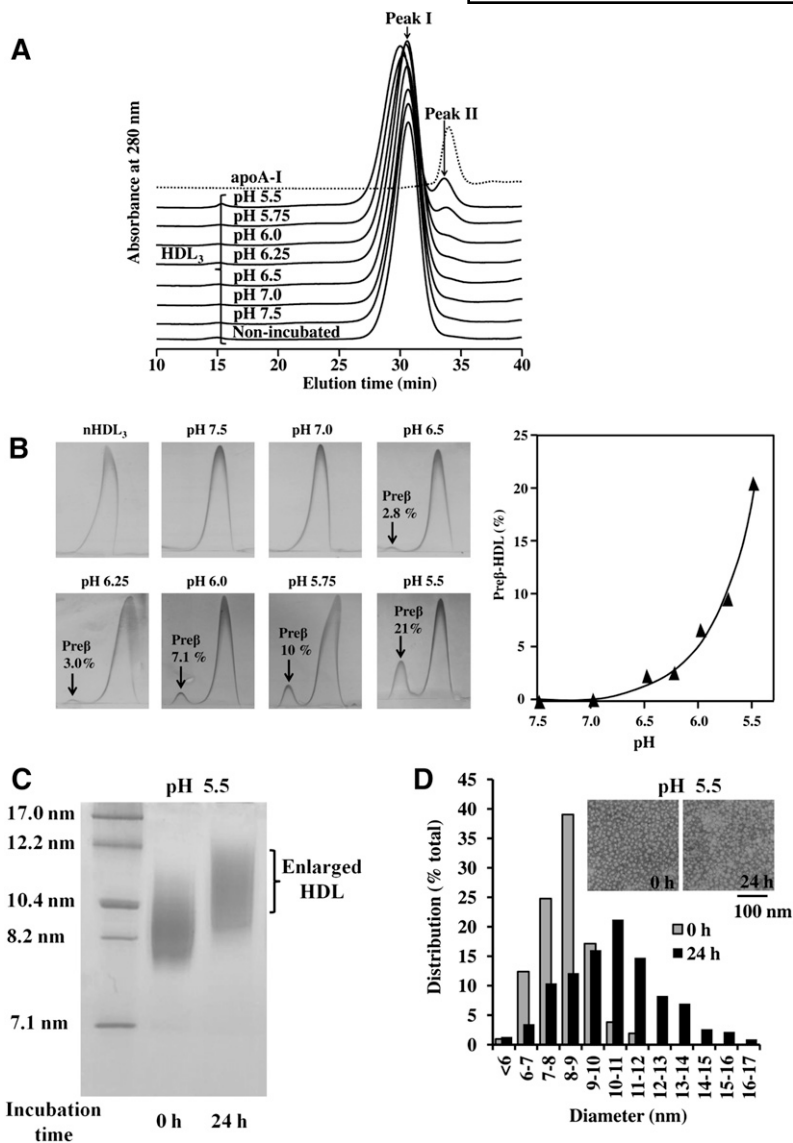 A
Peak I
Peak II
Absorbance at 280 nm
apoA-I
pH 5.5
pH 5.75
pH 6.0
HDL₃ pH 6.25
pH 6.5
pH 7.0
pH 7.5
Non-incubated
10 15 20 25 30 35 40
Elution time (min)
B
nHDL₃ pH 7.5 pH 7.0 pH 6.5
Preβ
2.8 %
pH 6.25 pH 6.0 pH 5.75 pH 5.5
Preβ
3.0%
Preβ
7.1 %
Preβ
10 %
Preβ
21%
Preβ-HDL (%)
25
20
15
10
5
0
7.5 7.0 6.5 6.0 5.5
pH
C
pH 5.5
17.0 nm
12.2 nm
10.4 nm
8.2 nm
7.1 nm
Enlarged
HDL
Incubation
time
0 h 24 h
D
pH 5.5
Distribution (% total)
45
40
35
30
25
20
15
10
5
0
0 h 24 h
100 nm
0 h
24 h
<6 6-7 7-8 8-9 9-10 10-11 11-12 12-13 13-14 14-15 15-16 16-17
Diameter (nm)